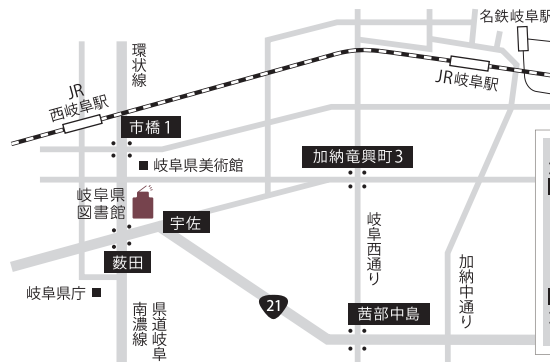 名鉄岐阜駅
環状線
JR
西岐阜駅
JR岐阜駅
市橋1
岐阜県美術館
加納竜興町3
岐阜県
図書館
宇佐
岐阜西通り
加納中通り
薮田
岐阜県庁
21
茜部中島
県道岐阜
南濃線